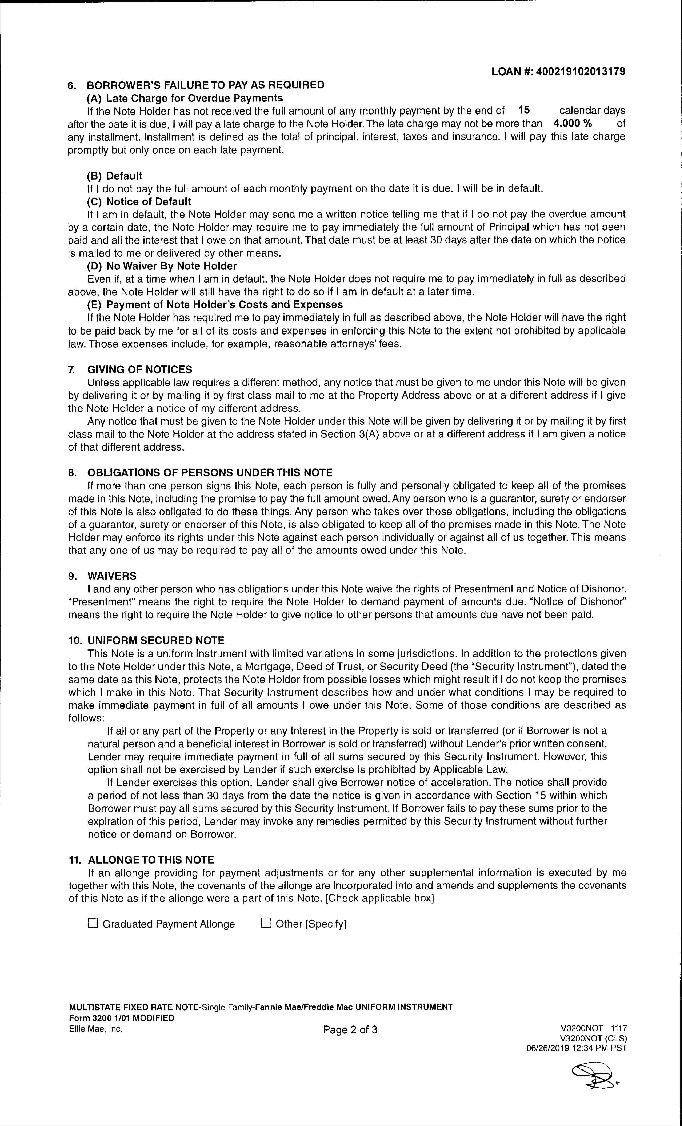 LOAN #: 400219102013179
6. BORROWER'S FAILURE TO PAY AS REQUIRED
(A) Late Charge for Overdue Payments
If the Note Holder has not received the full amount of any monthly payment by the end of 15 calendar days
after the date it is due, I will pay a late charge to the Note Holder. The late charge may not be more than 4.000 % of
any installment. Installment is defined as the total of principal, interest, taxes and insurance. I will pay this late charge
promptly but only once on each late payment.
(B) Default
If I do not pay the full amount of each monthly payment on the date it is due, I will be in default.
(C) Notice of Default
If I am in default, the Note Holder may send me a written notice telling me that if I do not pay the overdue amount
by a certain date, the Note Holder may require me to pay immediately the full amount of Principal which has not been
paid and all the interest that I owe on that amount. That date must be at least 30 days after the date on which the notice
is mailed to me or delivered by other means.
(D) No Waiver By Note Holder
Even if, at a time when I am in default, the Note Holder does not require me to pay immediately in full as described
above, the Note Holder will still have the right to do so if I am in default at a later time.
(E) Payment of Note Holder's Costs and Expenses
If the Note Holder has required me to pay immediately in full as described above, the Note Holder will have the right
to be paid back by me for all of its costs and expenses in enforcing this Note to the extent not prohibited by applicable
law. Those expenses include, for example, reasonable attorneys' fees.
7. GIVING OF NOTICES
Unless applicable law requires a different method, any notice that must be given to me under this Note will be given
by delivering it or by mailing it by first class mail to me at the Property Address above or at a different address if I give
the Note Holder a notice of my different address.
Any notice that must be given to the Note Holder under this Note will be given by delivering it or by mailing it by first
class mail to the Note Holder at the address stated in Section 3(A) above or at a different address if I am given a notice
of that different address.
8. OBLIGATIONS OF PERSONS UNDER THIS NOTE
If more than one person signs this Note, each person is fully and personally obligated to keep all of the promises
made in this Note, including the promise to pay the full amount owed. Any person who is a guarantor, surety or endorser
of this Note is also obligated to do these things. Any person who takes over those obligations, including the obligations
of a guarantor, surety or endorser of this Note, is also obligated to keep all of the promises made in this Note. The Note
Holder may enforce its rights under this Note against each person individually or against all of us together. This means
that any one of us may be required to pay all of the amounts owed under this Note.
9. WAIVERS
I and any other person who has obligations under this Note waive the rights of Presentment and Notice of Dishonor.
"Presentment" means the right to require the Note Holder to demand payment of amounts due. "Notice of Dishonor"
means the right to require the Note Holder to give notice to other persons that amounts due have not been paid.
10. UNIFORM SECURED NOTE
This Note is a uniform instrument with limited variations in some jurisdictions. In addition to the protections given
to the Note Holder under this Note, a Mortgage, Deed of Trust, or Security Deed (the "Security Instrument"), dated the
same date as this Note, protects the Note Holder from possible losses which might result if I do not keep the promises
which I make in this Note. That Security Instrument describes how and under what conditions I may be required to
make immediate payment in full of all amounts I owe under this Note. Some of those conditions are described as
follows:
If all or any part of the Property or any Interest in the Property is sold or transferred (or if Borrower is not a
natural person and a beneficial interest in Borrower is sold or transferred) without Lender's prior written consent,
Lender may require immediate payment in full of all sums secured by this Security Instrument. However, this
option shall not be exercised by Lender if such exercise is prohibited by Applicable Law.
If Lender exercises this option, Lender shall give Borrower notice of acceleration. The notice shall provide
a period of not less than 30 days from the date the notice is given in accordance with Section 15 within which
Borrower must pay all sums secured by this Security Instrument. If Borrower fails to pay these sums prior to the
expiration of this period, Lender may invoke any remedies permitted by this Security Instrument without further
notice or demand on Borrower.
11. ALLONGE TO THIS NOTE
If an allonge providing for payment adjustments or for any other supplemental information is executed by me
together with this Note, the covenants of the allonge are incorporated into and amends and supplements the covenants
of this Note as if the allonge were a part of this Note. [Check applicable box]
☐ Graduated Payment Allonge ☐ Other [Specify]
MULTISTATE FIXED RATE NOTE-Single Family-Fannie Mae/Freddie Mac UNIFORM INSTRUMENT
Form 3200 1/01 MODIFIED
Ellie Mae, Inc. Page 2 of 3 V3200NOT 1117
V3200NOT (CLS)
06/26/2019 12:34 PM PST